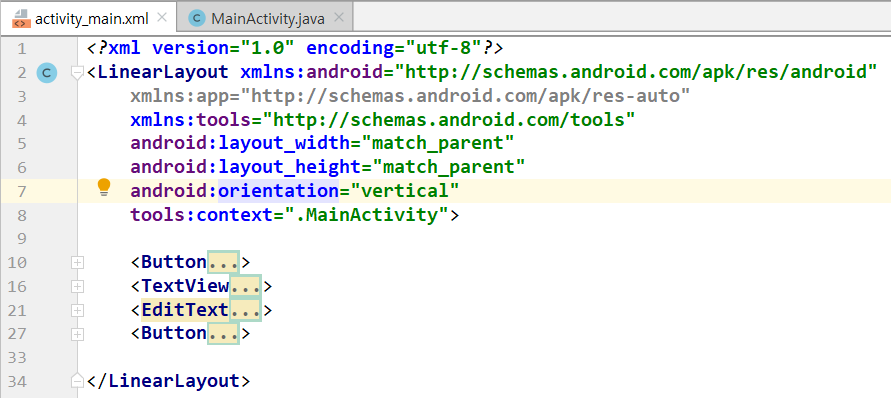 activity_main.xml × C MainActivity.java ×
1 <?xml version="1.0" encoding="utf-8"?>
2 C <LinearLayout xmlns:android="http://schemas.android.com/apk/res/android"
3 xmlns:app="http://schemas.android.com/apk/res-auto"
4 xmlns:tools="http://schemas.android.com/tools"
5 android:layout_width="match_parent"
6 android:layout_height="match_parent"
7 android:orientation="vertical"
8 tools:context=".MainActivity">
9
10 <Button...>
16 <TextView...>
21 <EditText...>
27 <Button...>
33
34 </LinearLayout>